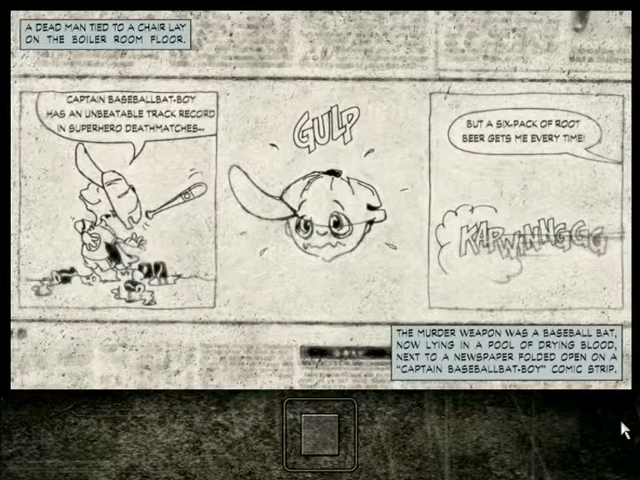 A DEAD MAN TIED TO A CHAIR LAY
ON THE BOILER ROOM FLOOR.
CAPTAIN BASEBALLBAT-BOY
HAS AN UNBEATABLE TRACK RECORD
IN SUPERHERO DEATHMATCHES--
GULP
BUT A SIX-PACK OF ROOT
BEER GETS ME EVERY TIME!
KAPWINNGGG
THE MURDER WEAPON WAS A BASEBALL BAT,
NOW LYING IN A POOL OF DRYING BLOOD,
NEXT TO A NEWSPAPER FOLDED OPEN ON A
"CAPTAIN BASEBALLBAT-BOY" COMIC STRIP.